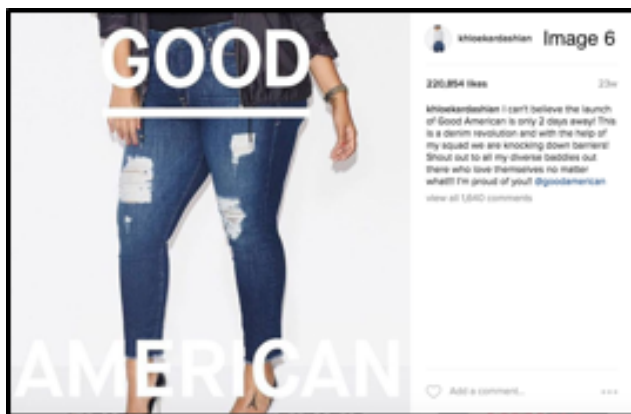 GOOD
AMERICAN
khloekardashian Image 6
220,854 likes 23w
khloekardashian I can't believe the launch
of Good American is only 2 days away! This
is a denim revolution and with the help of
my squad we are knocking down barriers!
Shout out to all my diverse baddies out
there who love themselves no matter
what!!! I'm proud of you!! @goodamerican
view all 1,640 comments
Add a comment...